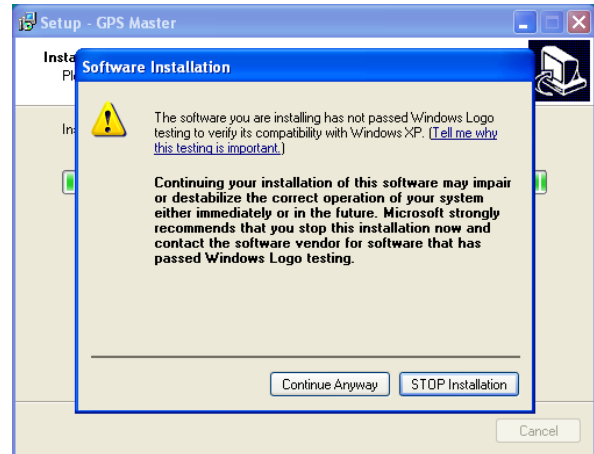 Setup - GPS Master
Insta
Software Installation
Pl
The software you are installing has not passed Windows Logo
testing to verify its compatibility with Windows XP. (Tell me why
this testing is important.)
Ins
Continuing your installation of this software may impair
or destabilize the correct operation of your system
either immediately or in the future. Microsoft strongly
recommends that you stop this installation now and
contact the software vendor for software that has
passed Windows Logo testing.
Continue Anyway STOP Installation
Cancel